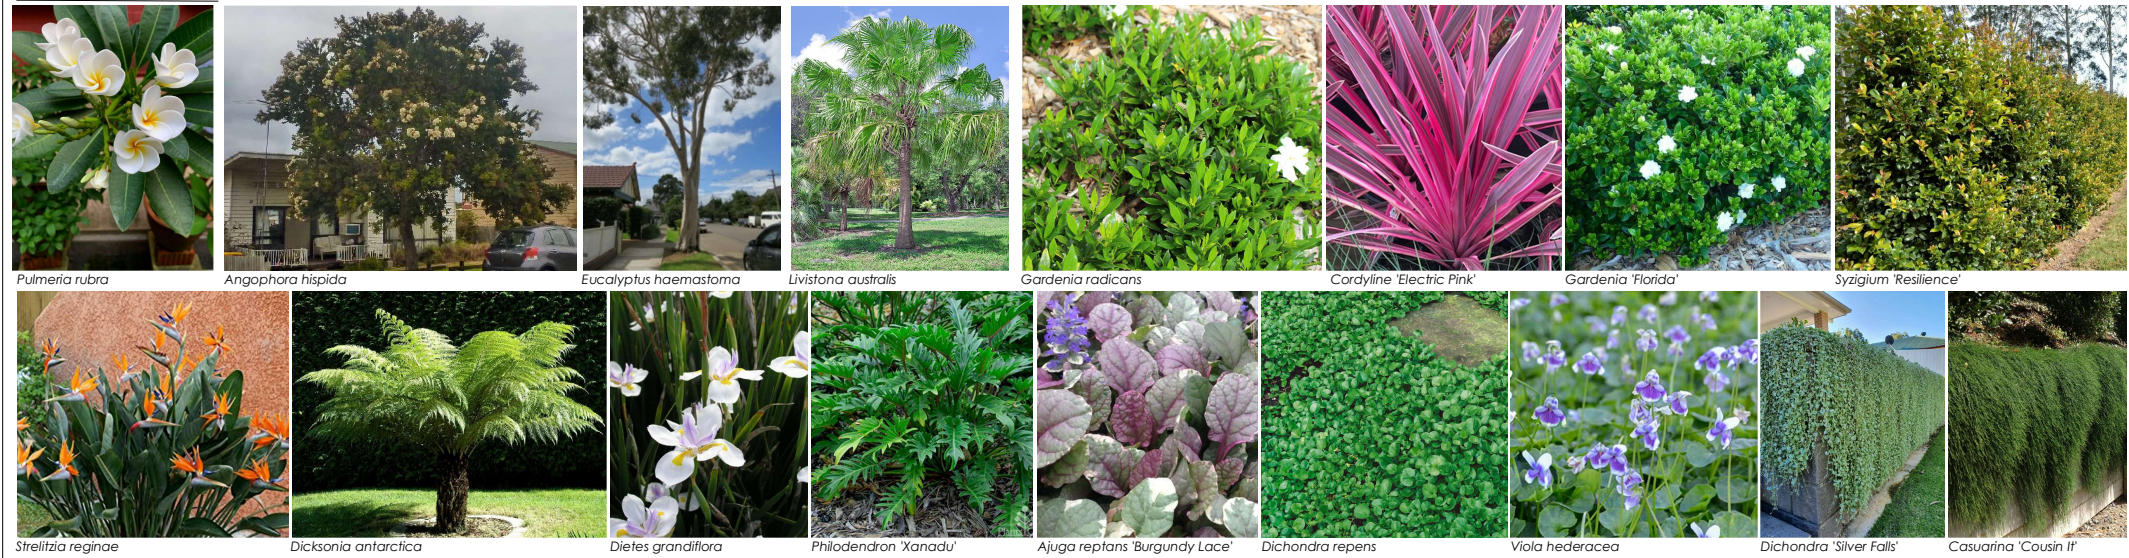 Pulmeria rubra
Angophora hispida
Eucalyptus haemastoma
Livistona australis
Gardenia radicans
Cordyline 'Electric Pink'
Gardenia 'Florida'
Syzigium 'Resilience'
Strelitzia reginae
Dicksonia antarctica
Dietes grandiflora
Philodendron 'Xanadu'
Ajuga reptans 'Burgundy Lace'
Dichondra repens
Viola hederacea
Dichondra 'Silver Falls'
Casuarina 'Cousin It'